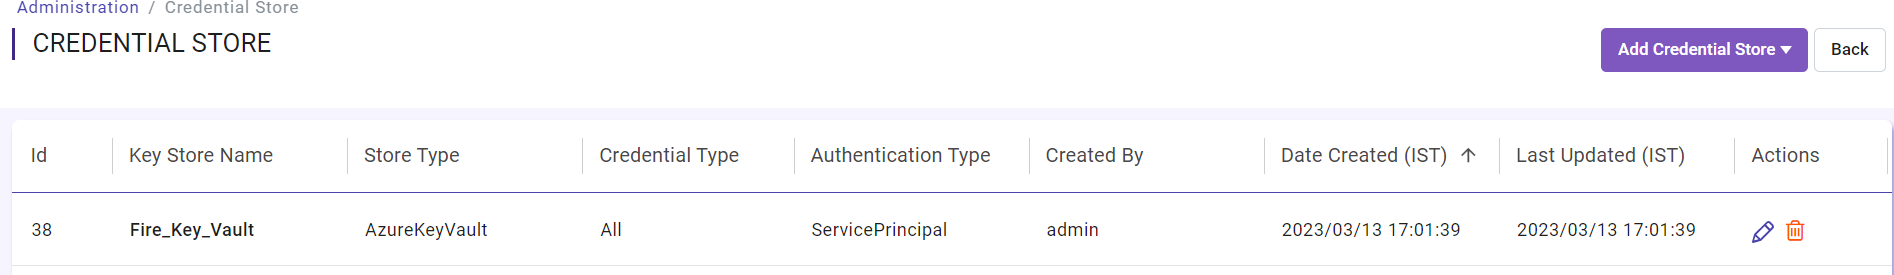 Administration / Credential Store
CREDENTIAL STORE
Add Credential Store Back
Id Key Store Name Store Type Credential Type Authentication Type Created By Date Created (IST) Last Updated (IST) Actions
38 Fire_Key_Vault AzureKeyVault All ServicePrincipal admin 2023/03/13 17:01:39 2023/03/13 17:01:39